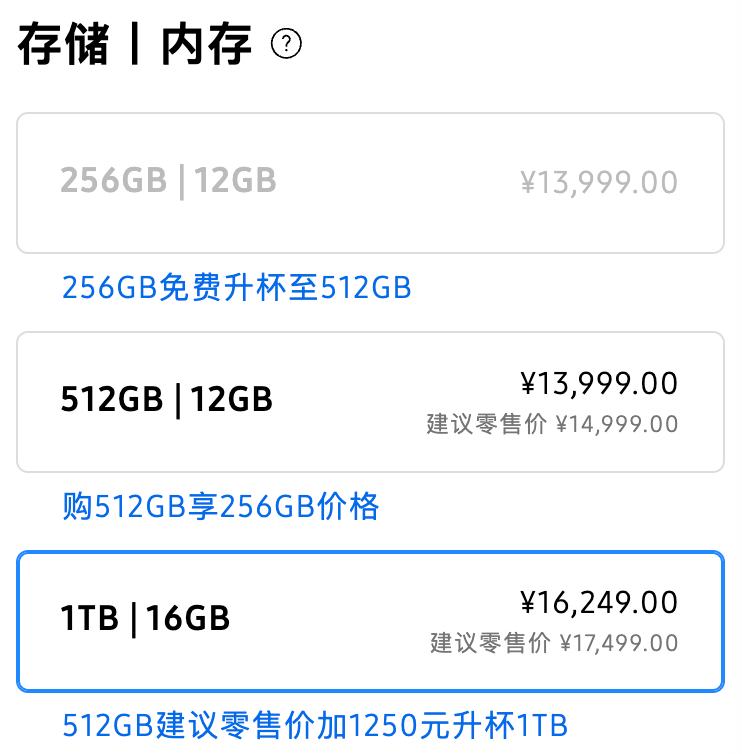 存储丨内存 ?
256GB | 12GB
¥13,999.00
256GB免费升杯至512GB
512GB | 12GB
¥13,999.00
建议零售价 ¥14,999.00
购512GB享256GB价格
1TB | 16GB
¥16,249.00
建议零售价 ¥17,499.00
512GB建议零售价加1250元升杯1TB